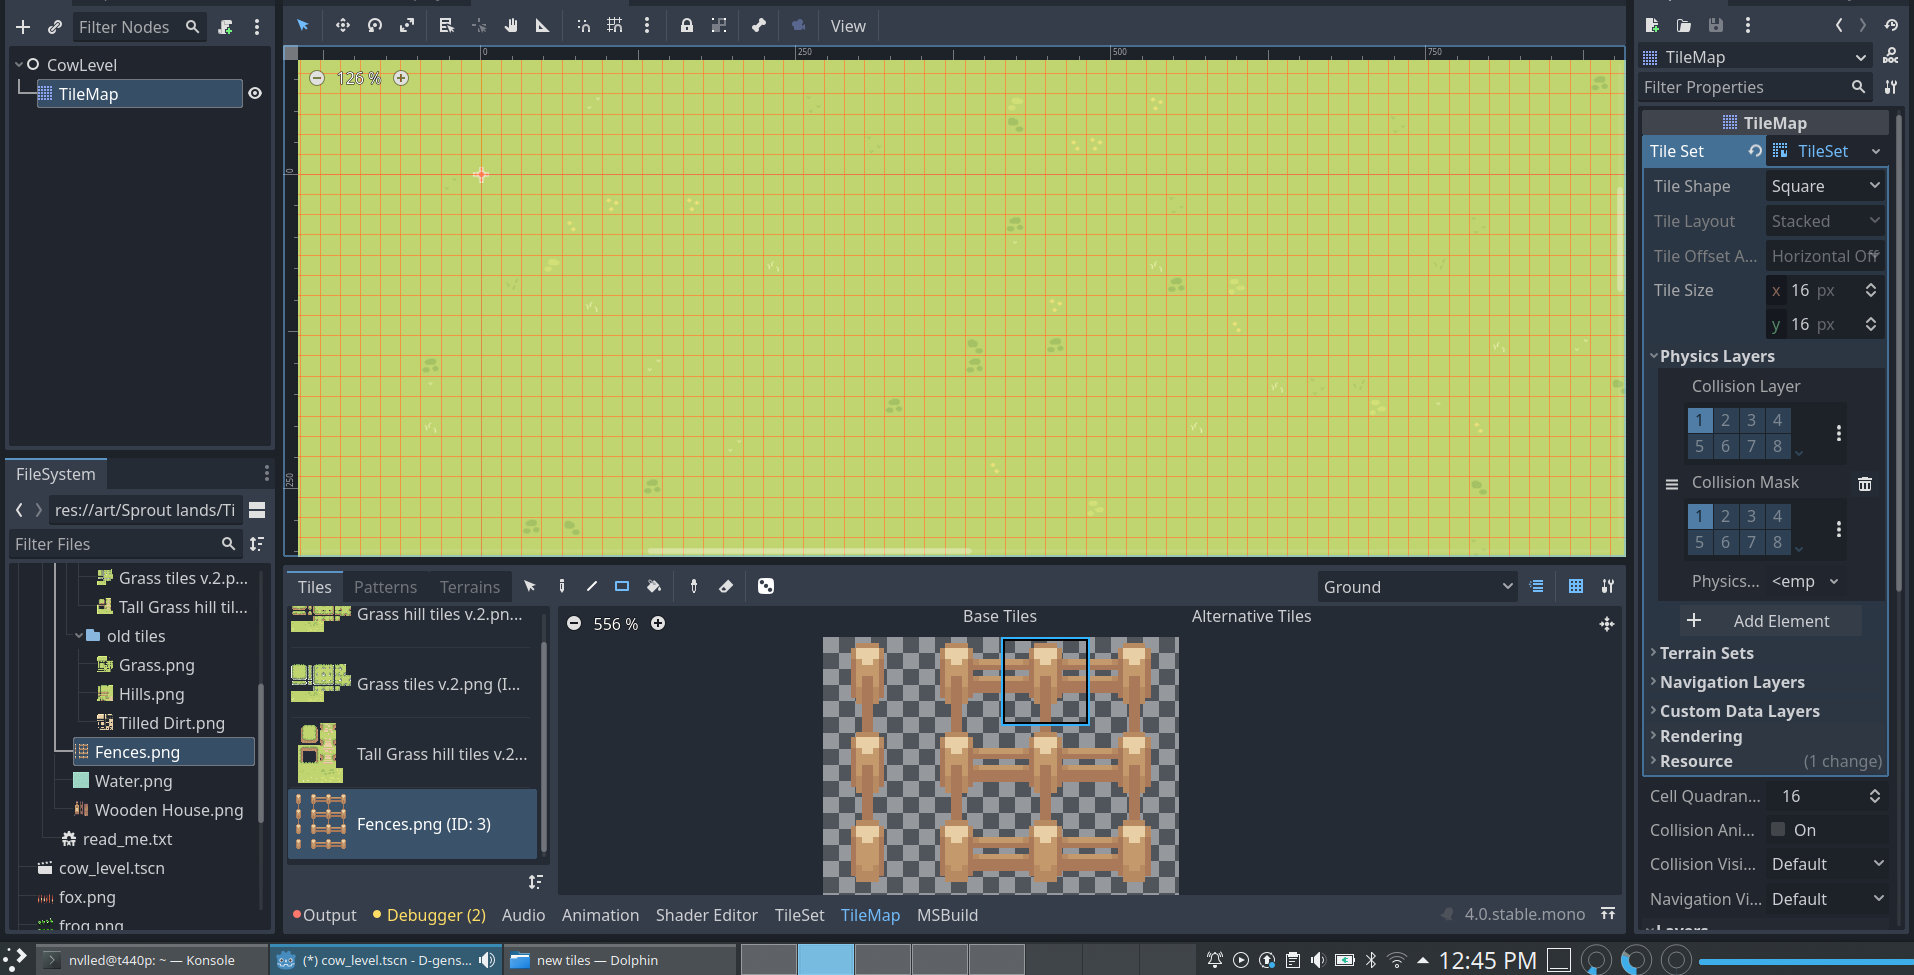 Filter Nodes
View
CowLevel
TileMap
0
250
500
750
126 %
0
250
TileMap
Filter Properties
TileMap
Tile Set
TileSet
Tile Shape
Square
Tile Layout
Stacked
Tile Offset A...
Horizontal Off
Tile Size
x 16 px
y 16 px
Physics Layers
Collision Layer
1 2 3 4
5 6 7 8
Collision Mask
1 2 3 4
5 6 7 8
Physics...
<emp
Add Element
Terrain Sets
Navigation Layers
Custom Data Layers
Rendering
Resource
(1 change)
Cell Quadran...
16
Collision Ani...
On
Collision Visi...
Default
Navigation Vi...
Default
FileSystem
res://art/Sprout lands/Ti
Filter Files
Grass tiles v.2.p...
Tall Grass hill til...
old tiles
Grass.png
Hills.png
Tilled Dirt.png
Fences.png
Water.png
Wooden House.png
read_me.txt
cow_level.tscn
fox.png
frog.png
Tiles
Patterns
Terrains
Ground
Grass hill tiles v.2.pn...
Grass tiles v.2.png (I...
Tall Grass hill tiles v.2...
Fences.png (ID: 3)
556 %
Base Tiles
Alternative Tiles
Output
Debugger (2)
Audio
Animation
Shader Editor
TileSet
TileMap
MSBuild
4.0.stable.mono
Layers
nvlled@t440p: ~ — Konsole
(*) cow_level.tscn - D-gens...
new tiles — Dolphin
12:45 PM